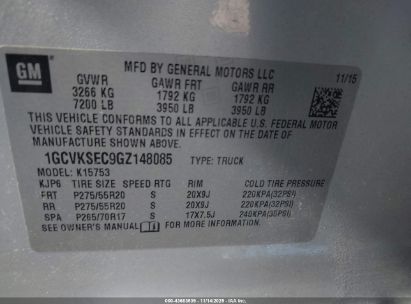 GM
MFD BY GENERAL MOTORS LLC
11/15
GVWR GAWR FRT GAWR RR
3266 KG 1792 KG 1792 KG
7200 LB 3950 LB 3950 LB
THIS VEHICLE CONFORMS TO ALL APPLICABLE U.S. FEDERAL MOTOR
VEHICLE SAFETY STANDARDS IN EFFECT ON THE DATE OF
MANUFACTURE SHOWN ABOVE.
1GCVKSEC9GZ148085 TYPE: TRUCK
MODEL: K15753
KJP6 TIRE SIZE SPEED RTG RIM COLD TIRE PRESSURE
FRT P275/55R20 S 20X9J 220KPA(32PSI)
RR P275/55R20 S 20X9J 220KPA(32PSI)
SPA P265/70R17 S 17X7.5J 240KPA(35PSI)
SEE OWNER'S MANUAL FOR MORE INFORMATION.